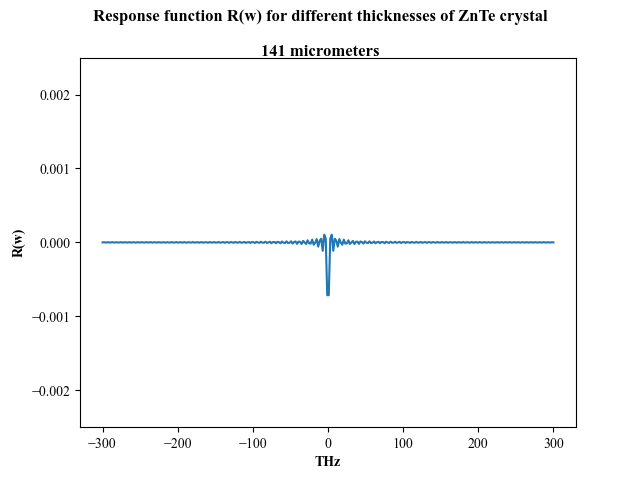 Response function R(w) for different thicknesses of ZnTe crystal
141 micrometers
0.002
0.001
0.000
−0.001
−0.002
R(w)
−300 −200 −100 0 100 200 300
THz